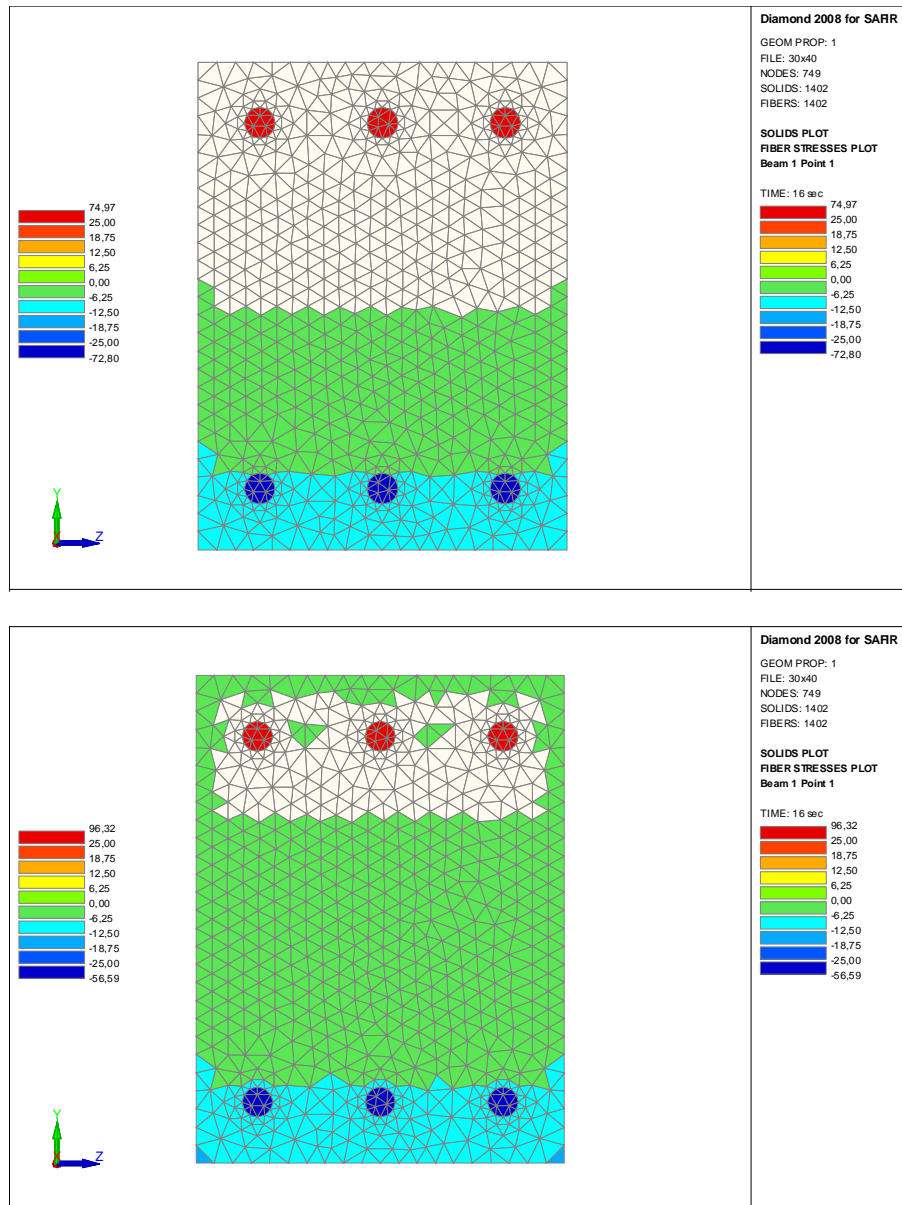 Diamond 2008 for SAFIR
GEOM PROP: 1
FILE: 30x40
NODES: 749
SOLIDS: 1402
FIBERS: 1402
SOLIDS PLOT
FIBER STRESSES PLOT
Beam 1 Point 1
TIME: 16 sec
74,97
25,00
18,75
12,50
6,25
0,00
-6,25
-12,50
-18,75
-25,00
-72,80
74,97
25,00
18,75
12,50
6,25
0,00
-6,25
-12,50
-18,75
-25,00
-72,80
Y
X
Z
Diamond 2008 for SAFIR
GEOM PROP: 1
FILE: 30x40
NODES: 749
SOLIDS: 1402
FIBERS: 1402
SOLIDS PLOT
FIBER STRESSES PLOT
Beam 1 Point 1
TIME: 16 sec
96,32
25,00
18,75
12,50
6,25
0,00
-6,25
-12,50
-18,75
-25,00
-56,59
96,32
25,00
18,75
12,50
6,25
0,00
-6,25
-12,50
-18,75
-25,00
-56,59
Y
X
Z